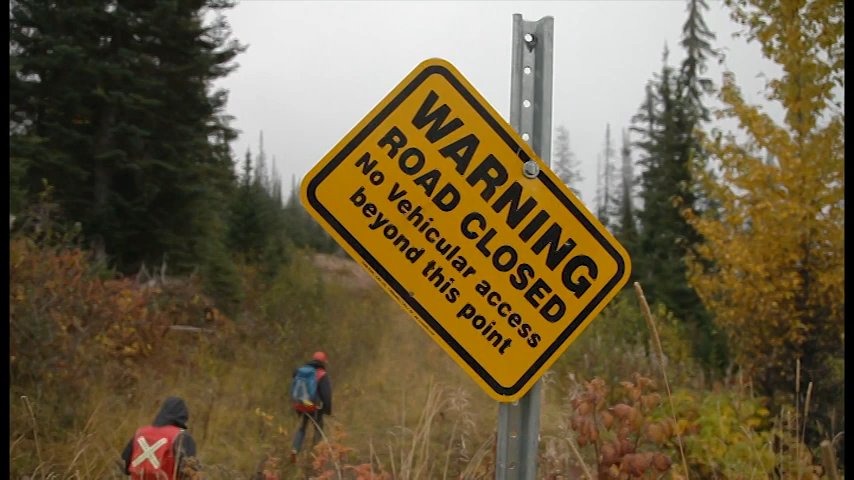 WARNING
ROAD CLOSED
No Vehicular access
beyond this point